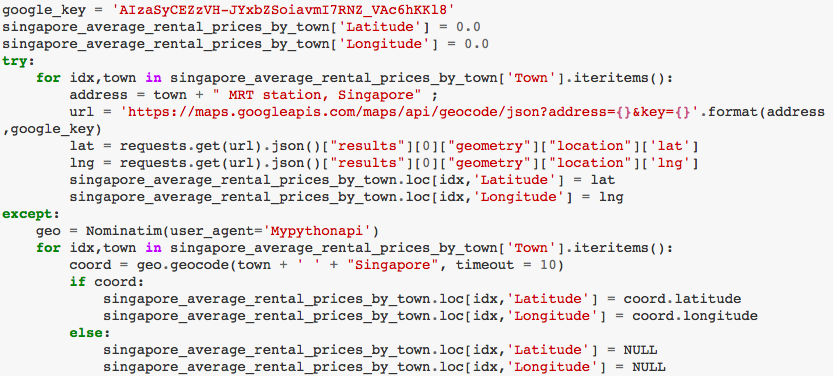 google_key = 'AIzaSyCEZzVH-JYxbZSoiavmI7RNZ_VAc6hKKl8'
singapore_average_rental_prices_by_town['Latitude'] = 0.0
singapore_average_rental_prices_by_town['Longitude'] = 0.0
try:
    for idx,town in singapore_average_rental_prices_by_town['Town'].iteritems():
        address = town + " MRT station, Singapore" ;
        url = 'https://maps.googleapis.com/maps/api/geocode/json?address={}&key={}'.format(address
,google_key)
        lat = requests.get(url).json()["results"][0]["geometry"]["location"]['lat']
        lng = requests.get(url).json()["results"][0]["geometry"]["location"]['lng']
        singapore_average_rental_prices_by_town.loc[idx,'Latitude'] = lat
        singapore_average_rental_prices_by_town.loc[idx,'Longitude'] = lng
except:
    geo = Nominatim(user_agent='Mypythonapi')
    for idx,town in singapore_average_rental_prices_by_town['Town'].iteritems():
        coord = geo.geocode(town + ' ' + "Singapore", timeout = 10)
        if coord:
            singapore_average_rental_prices_by_town.loc[idx,'Latitude'] = coord.latitude
            singapore_average_rental_prices_by_town.loc[idx,'Longitude'] = coord.longitude
        else:
            singapore_average_rental_prices_by_town.loc[idx,'Latitude'] = NULL
            singapore_average_rental_prices_by_town.loc[idx,'Longitude'] = NULL